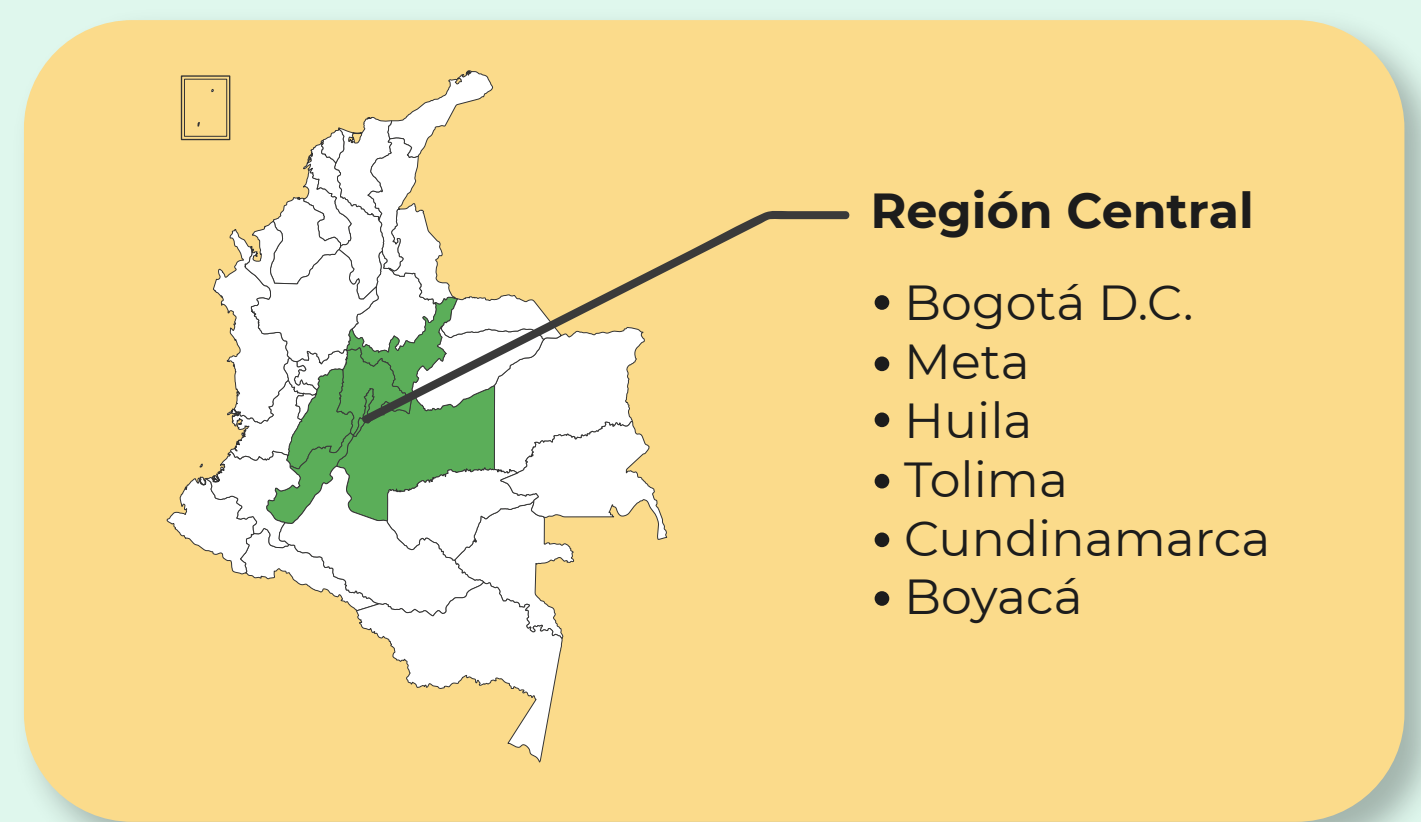 Región Central
• Bogotá D.C.
• Meta
• Huila
• Tolima
• Cundinamarca
• Boyacá